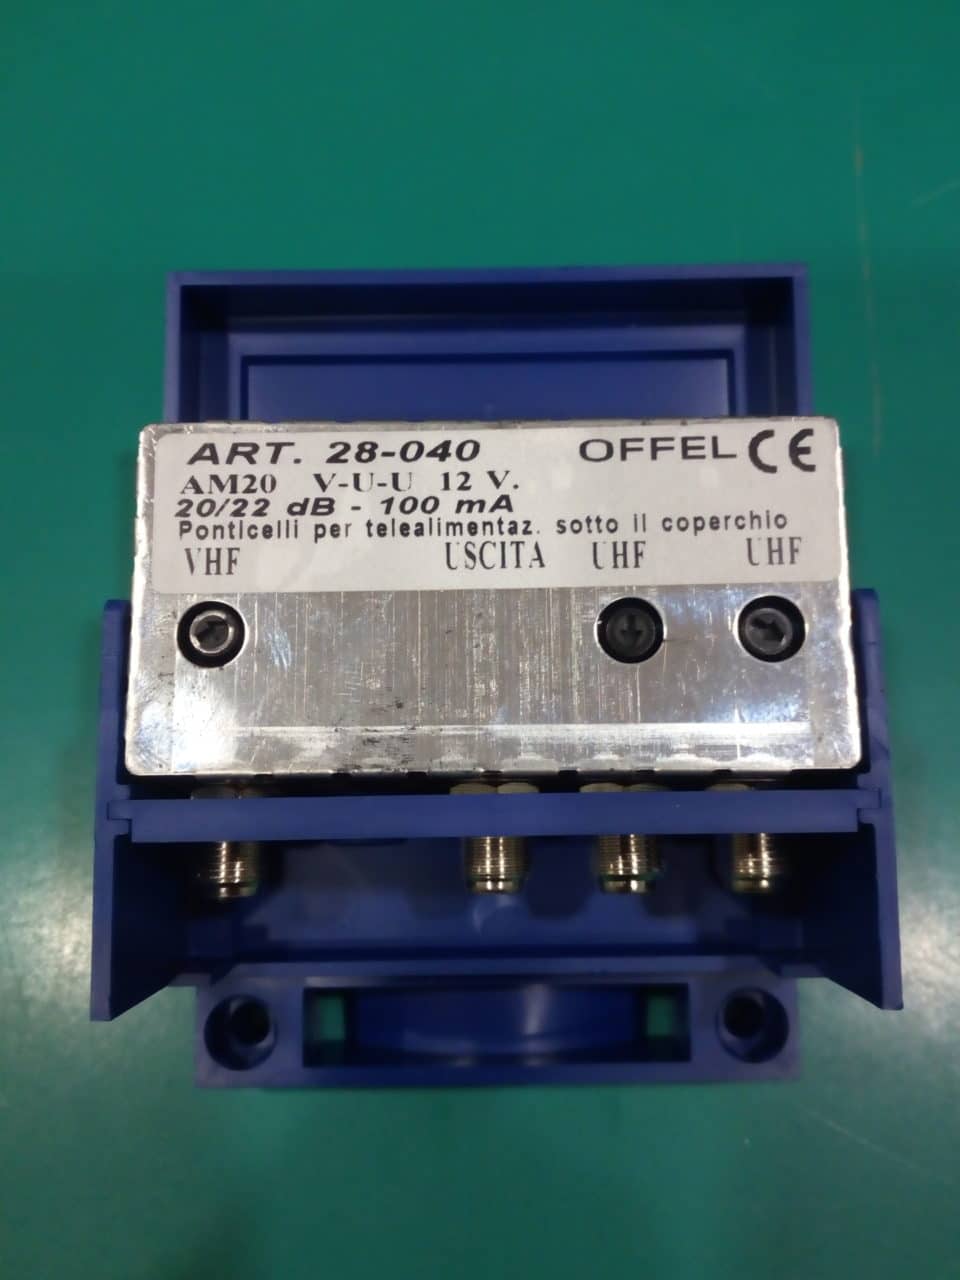 ART. 28-040 OFFEL CE
AM20 V-U-U 12 V.
20/22 dB - 100 mA
Ponticelli per telealimentaz. sotto il coperchio
VHF USCITA UHF UHF